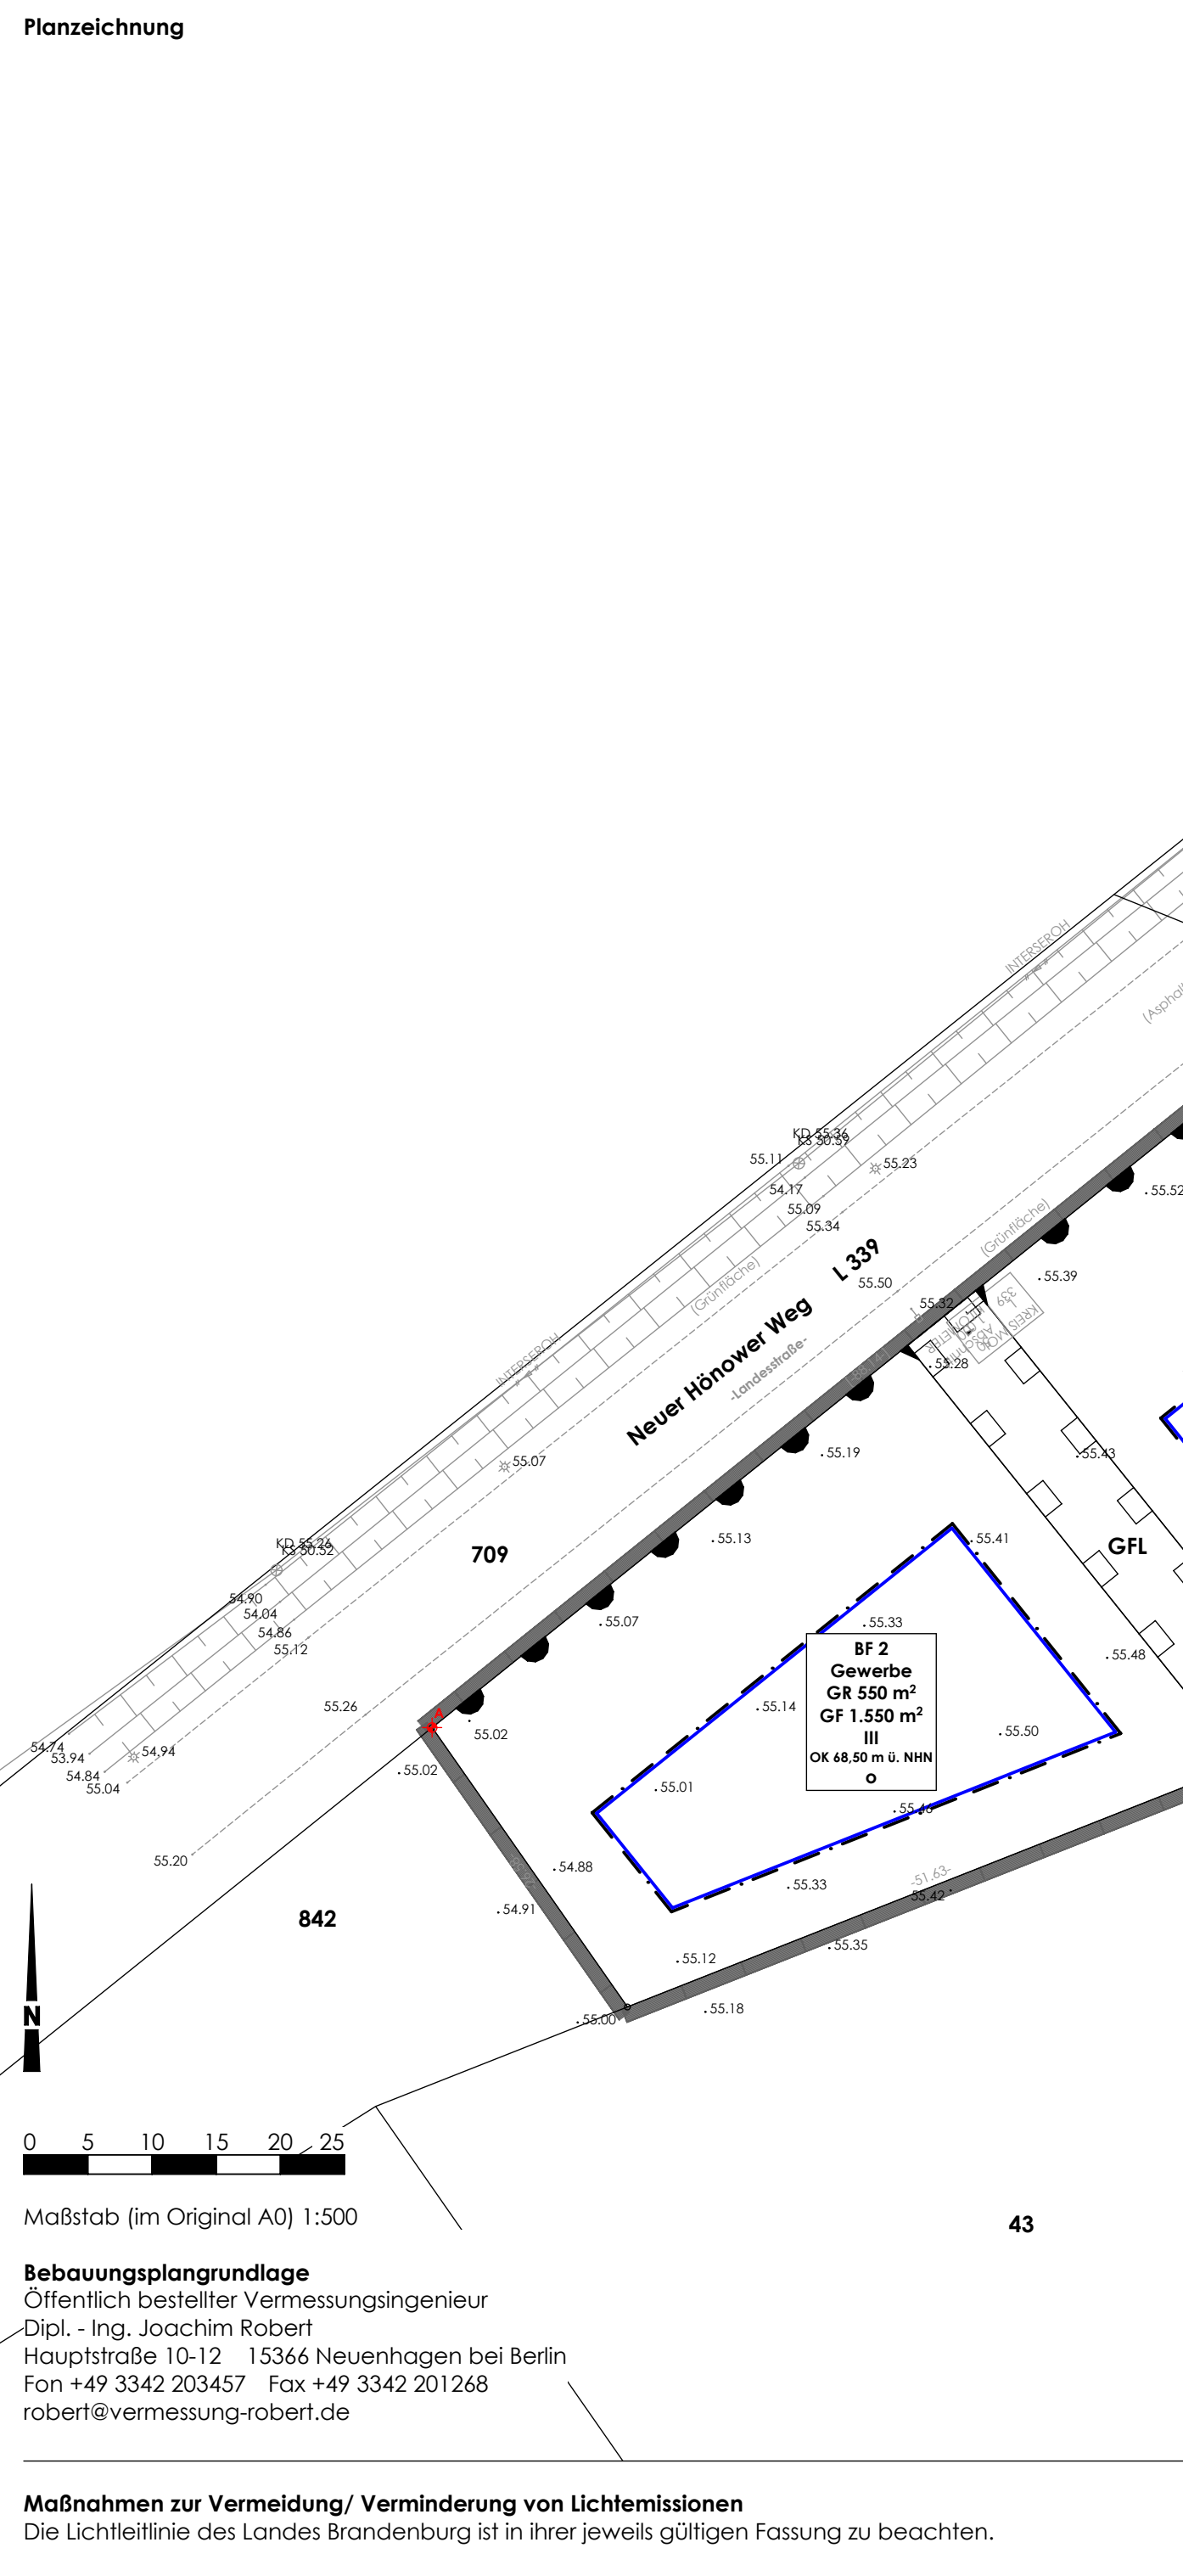 Planzeichnung
INTERSEROH
KD 55.36
KS 50.59
55.11
55.23
54.17
55.09
55.34
.55.52
(Grünfläche)
L 339
55.50
.55.39
(Grünfläche)
55.32
KREIS MOL
L 339
Neuer Hönower Weg
-Landesstraße-
.55.28
INTERSEROH
.55.19
.55.43
55.07
KD 55.26
KS 50.52
709
.55.13
.55.41
GFL
54.90
54.04
54.86
55.12
.55.07
.55.33
BF 2
Gewerbe
GR 550 m²
GF 1.550 m²
III
OK 68,50 m ü. NHN
o
.55.48
55.26
A
.55.14
.55.50
55.02
54.74
53.94
54.94
54.84
55.04
.55.02
.55.01
.55.46
55.20
.54.88
.55.33
-51.63-
55.42
.54.91
842
.55.35
.55.12
.55.18
.55.00
N
0 5 10 15 20 25
Maßstab (im Original A0) 1:500
43
Bebauungsplangrundlage
Öffentlich bestellter Vermessungsingenieur
Dipl. - Ing. Joachim Robert
Hauptstraße 10-12 15366 Neuenhagen bei Berlin
Fon +49 3342 203457 Fax +49 3342 201268
robert@vermessung-robert.de
Maßnahmen zur Vermeidung/ Verminderung von Lichtemissionen
Die Lichtleitlinie des Landes Brandenburg ist in ihrer jeweils gültigen Fassung zu beachten.